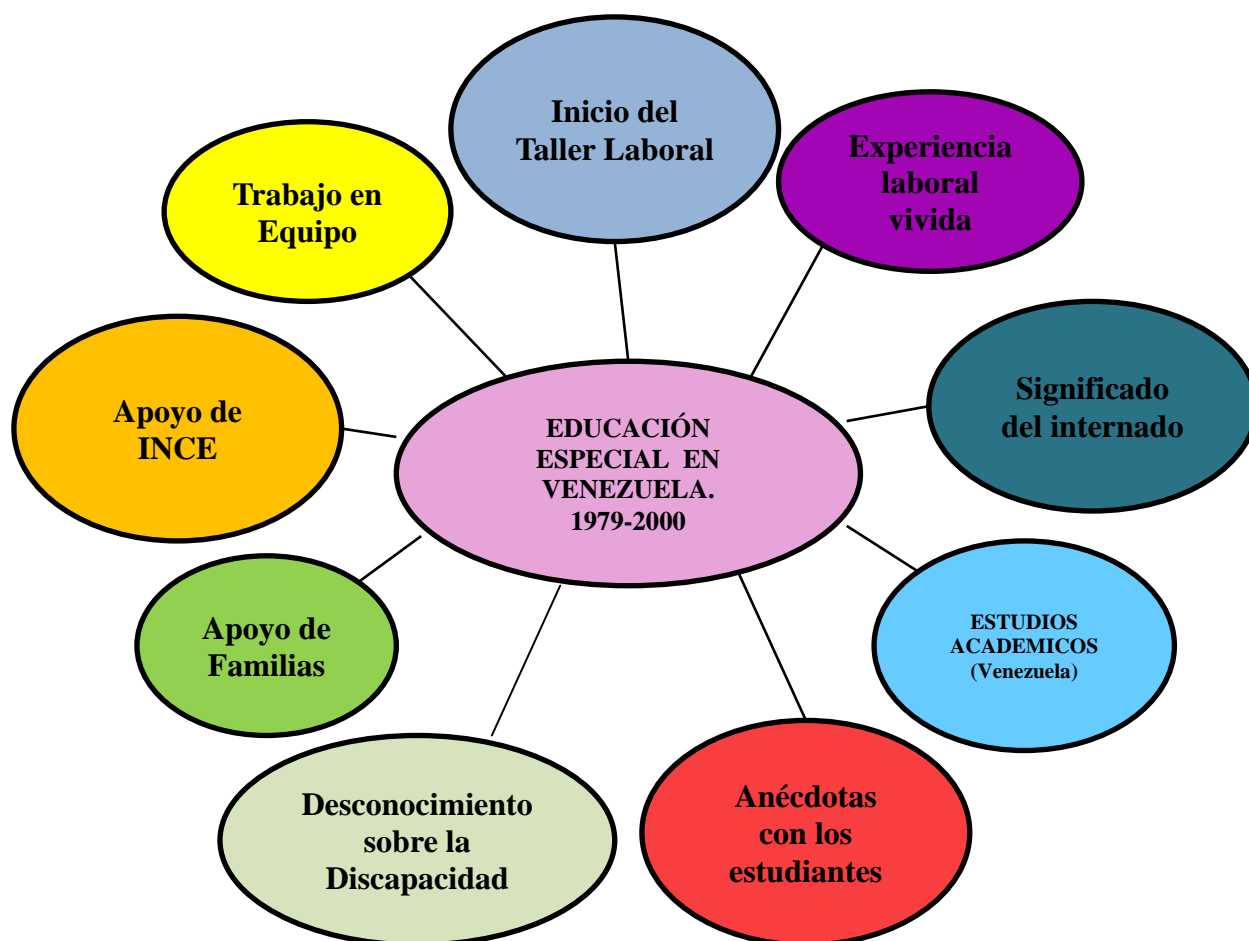 Inicio del
Taller Laboral
Experiencia
laboral
vivida
Trabajo en
Equipo
Significado
del internado
Apoyo de
INCE
EDUCACIÓN
ESPECIAL EN
VENEZUELA.
1979-2000
ESTUDIOS
ACADEMICOS
(Venezuela)
Apoyo de
Familias
Anécdotas
con los
estudiantes
Desconocimiento
sobre la
Discapacidad